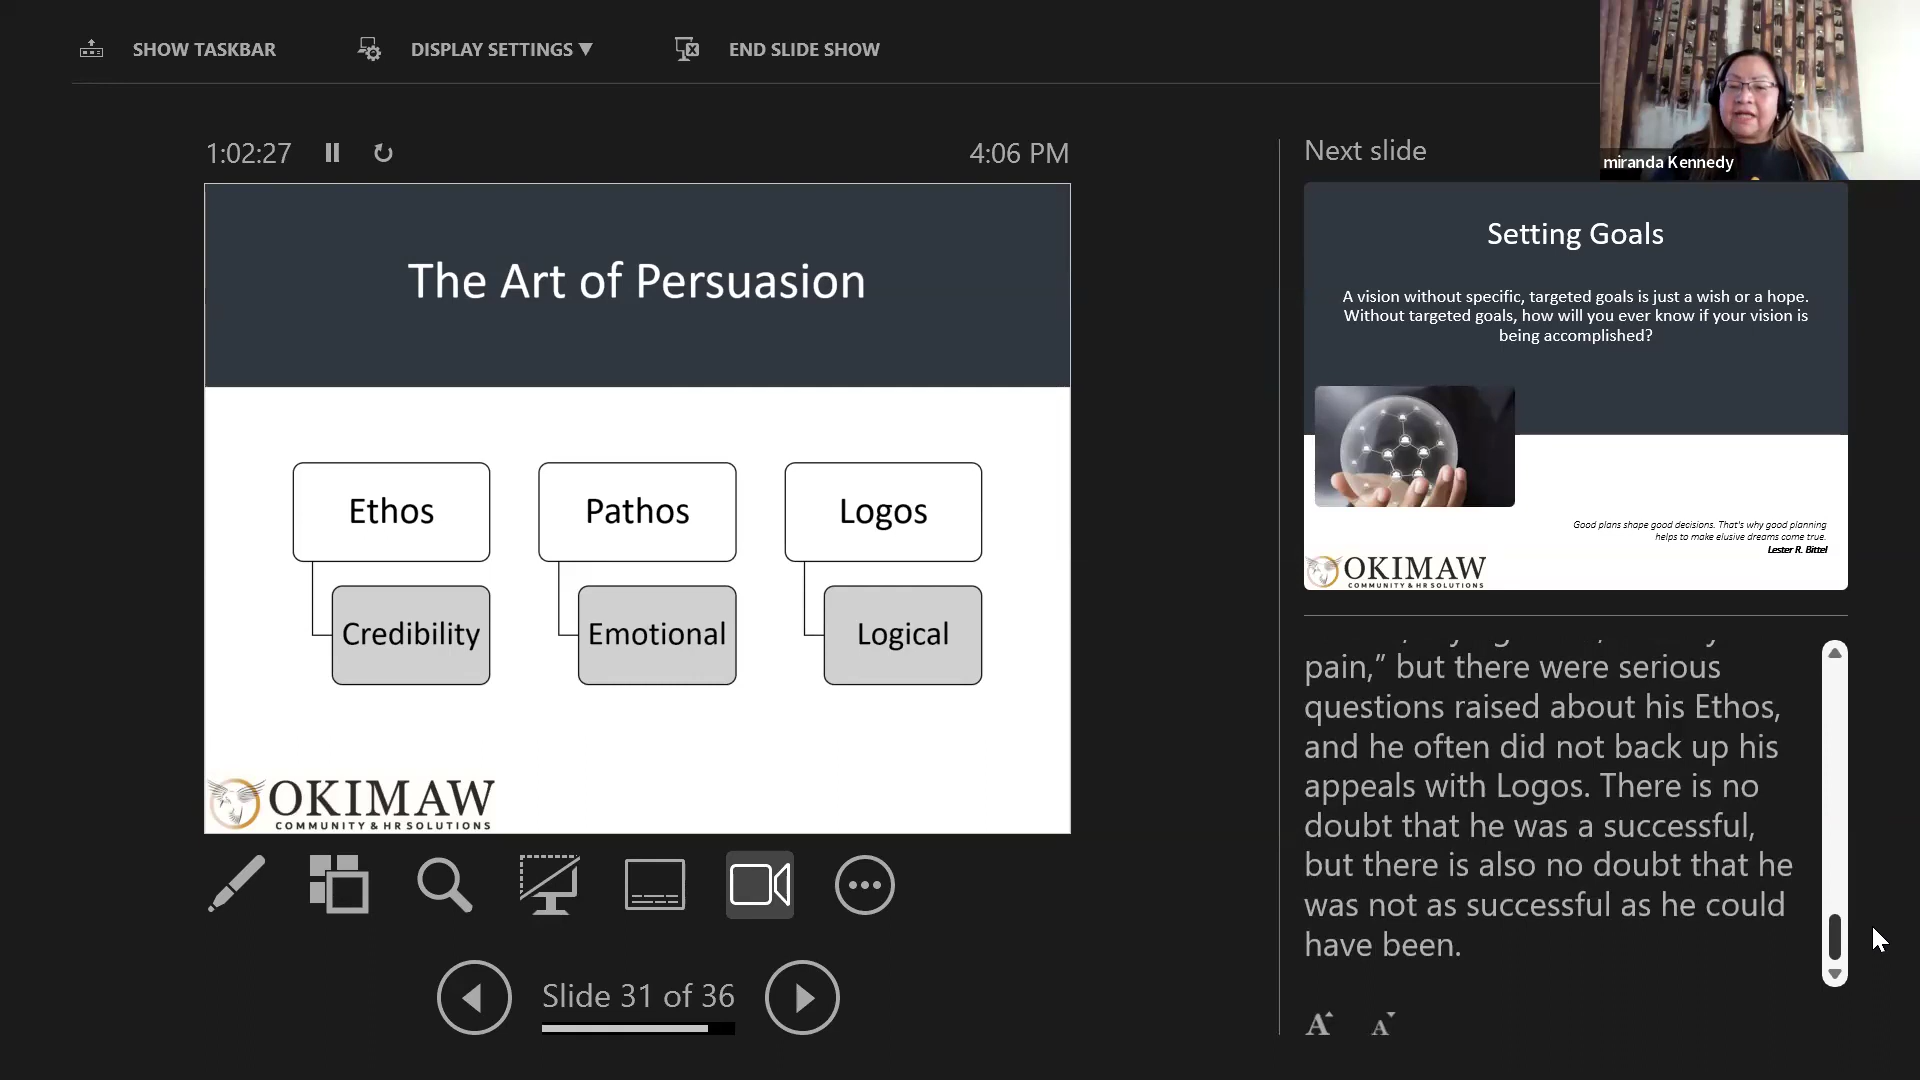 SHOW TASKBAR
DISPLAY SETTINGS ▼
END SLIDE SHOW
miranda Kennedy
1:02:27
4:06 PM
The Art of Persuasion
Ethos
Pathos
Logos
Credibility
Emotional
Logical
OKIMAW
COMMUNITY & HR SOLUTIONS
Slide 31 of 36
Next slide
Setting Goals
A vision without specific, targeted goals is just a wish or a hope.
Without targeted goals, how will you ever know if your vision is
being accomplished?
Good plans shape good decisions. That's why good planning
helps to make elusive dreams come true.
Lester R. Bittel
OKIMAW
COMMUNITY & HR SOLUTIONS
pain,” but there were serious
questions raised about his Ethos,
and he often did not back up his
appeals with Logos. There is no
doubt that he was a successful,
but there is also no doubt that he
was not as successful as he could
have been.
A A